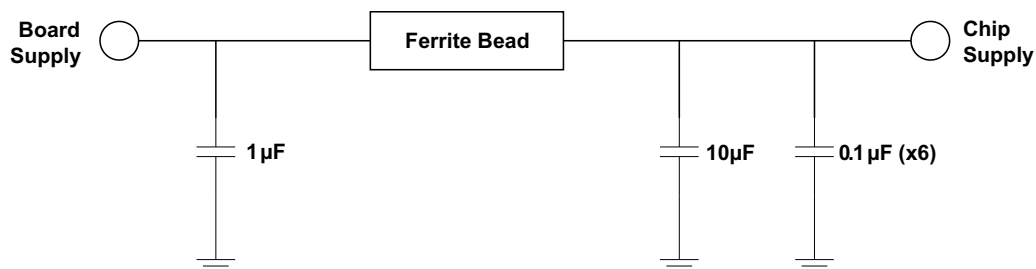 Board
Supply
Ferrite Bead
Chip
Supply
1µF
10µF
0.1µF (x6)